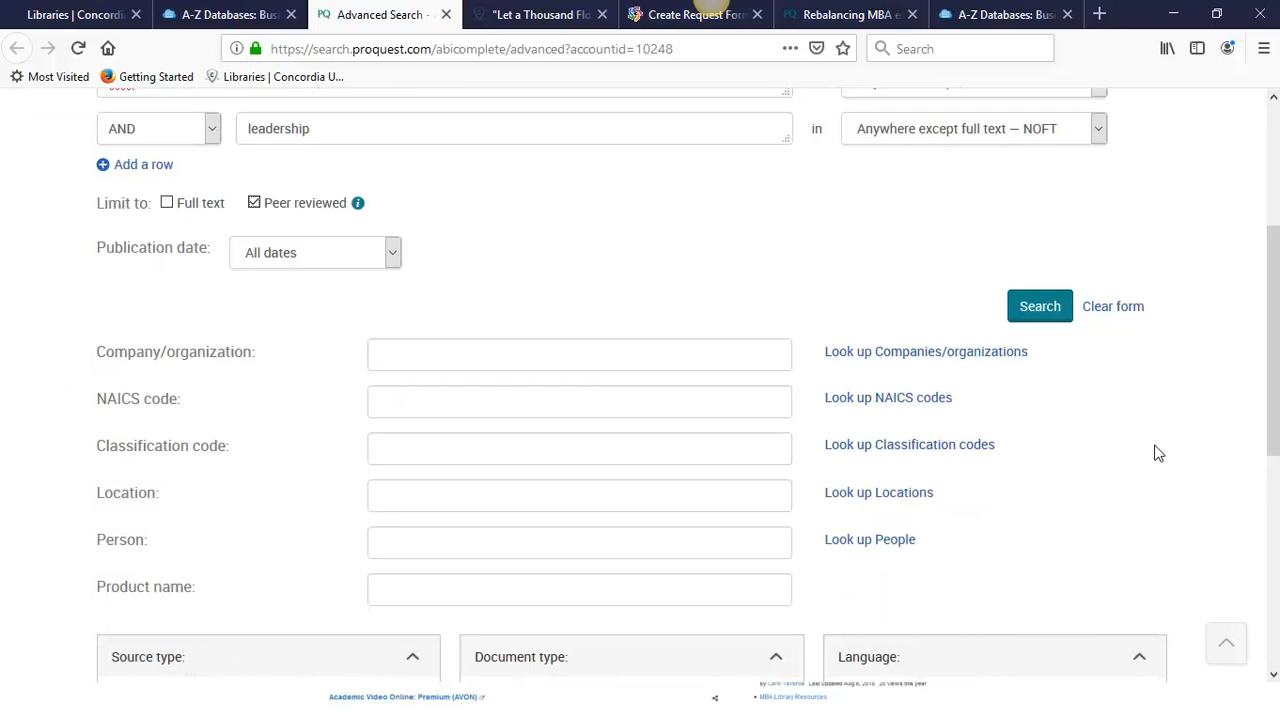 Libraries | Concordia
A-Z Databases: Busi
Advanced Search -
"Let a Thousand Flo
Create Request Form
Rebalancing MBA e
A-Z Databases: Busi
https://search.proquest.com/abicomplete/advanced?accountid=10248
Search
Most Visited
Getting Started
Libraries | Concordia U...
AND
leadership
in
Anywhere except full text — NOFT
Add a row
Limit to:
Full text
Peer reviewed
Publication date:
All dates
Search
Clear form
Company/organization:
Look up Companies/organizations
NAICS code:
Look up NAICS codes
Classification code:
Look up Classification codes
Location:
Look up Locations
Person:
Look up People
Product name:
Source type:
Document type:
Language:
Academic Video Online: Premium (AVON)
MBA Library Resources